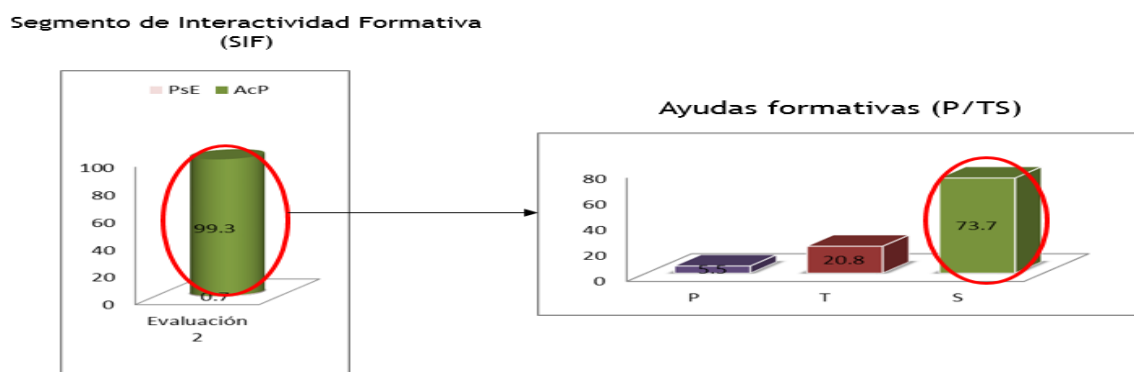 Segmento de Interactividad Formativa
(SIF)
PsE AcP
100
80
60
40
20
0
99.3
0.7
Evaluación
2
Ayudas formativas (P/TS)
80
60
40
20
0
5.5
20.8
73.7
P T S